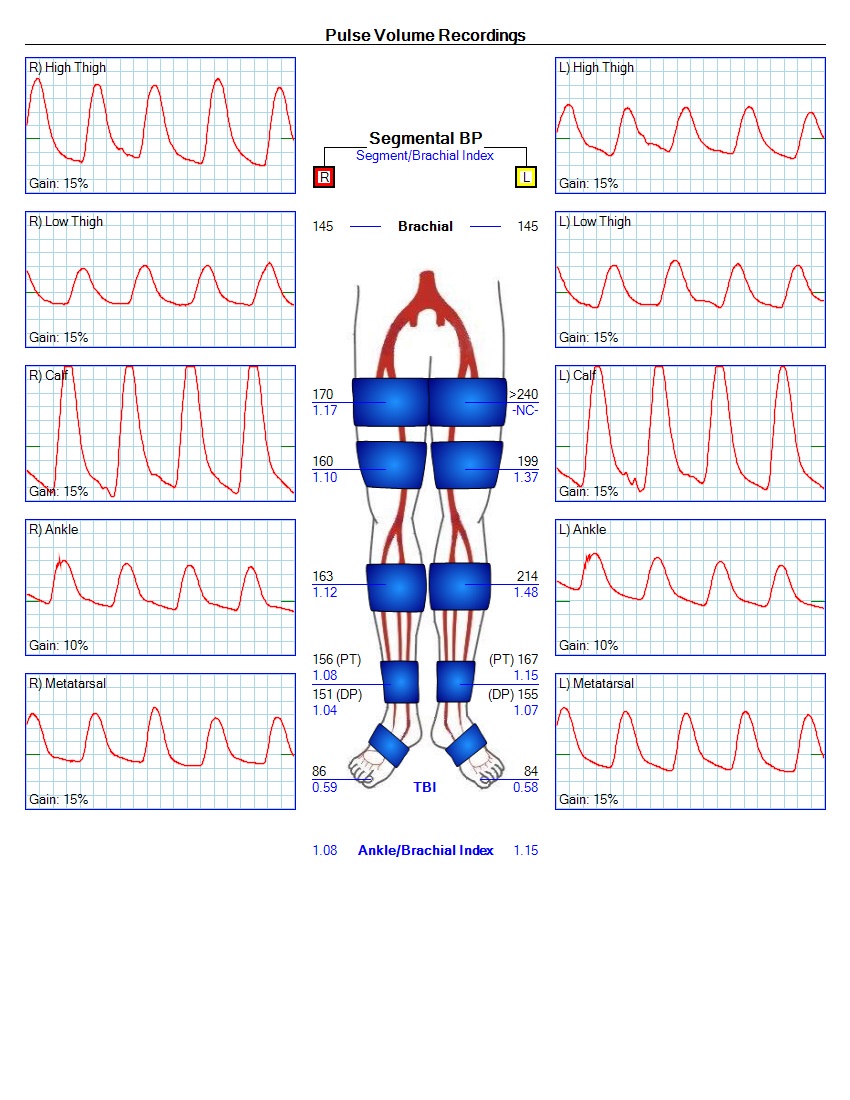 Pulse Volume Recordings
R) High Thigh
Gain: 15%
R) Low Thigh
Gain: 15%
R) Calf
Gain: 15%
R) Ankle
Gain: 10%
R) Metatarsal
Gain: 15%
Segmental BP
Segment/Brachial Index
R L
145 Brachial 145
170 >240
1.17 -NC-
160 199
1.10 1.37
163 214
1.12 1.48
156 (PT) (PT) 167
1.08 1.15
151 (DP) (DP) 155
1.04 1.07
86 84
0.59 TBI 0.58
1.08 Ankle/Brachial Index 1.15
L) High Thigh
Gain: 15%
L) Low Thigh
Gain: 15%
L) Calf
Gain: 15%
L) Ankle
Gain: 10%
L) Metatarsal
Gain: 15%